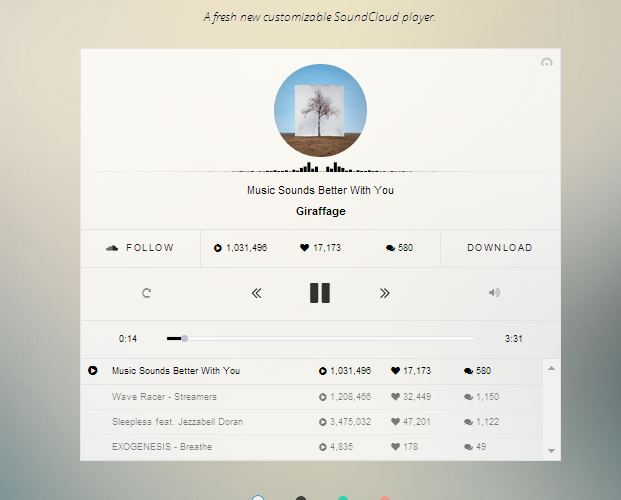 A fresh new customizable SoundCloud player.
Music Sounds Better With You
Giraffage
FOLLOW 1,031,496 17,173 580 DOWNLOAD
0:14 3:31
Music Sounds Better With You 1,031,496 17,173 580
Wave Racer - Streamers 1,208,466 32,449 1,150
Sleepless feat. Jezzabell Doran 3,475,032 47,201 1,122
EXOGENESIS - Breathe 4,835 178 49